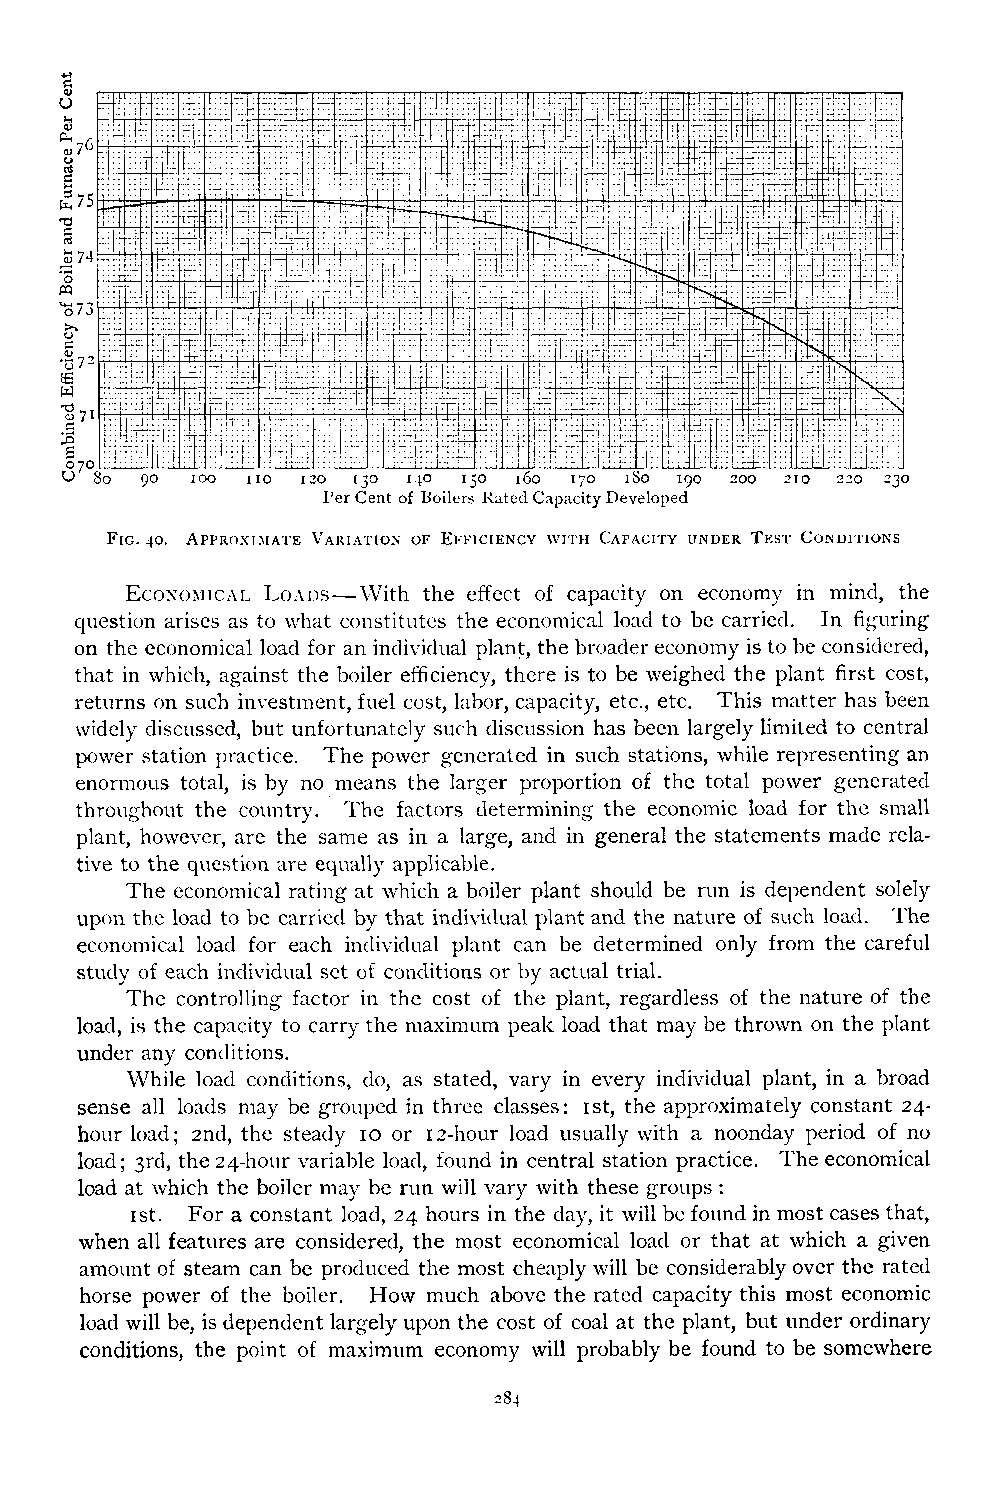 Combined Efficiency of Boiler and Furnace Per Cent
76
75
74
73
72
71
70
80 90 100 110 120 130 140 150 160 170 180 190 200 210 220 230
Per Cent of Boilers Rated Capacity Developed
Fig. 40. Approximate Variation of Efficiency with Capacity under Test Conditions
Economical Loads—With the effect of capacity on economy in mind, the
question arises as to what constitutes the economical load to be carried. In figuring
on the economical load for an individual plant, the broader economy is to be considered,
that in which, against the boiler efficiency, there is to be weighed the plant first cost,
returns on such investment, fuel cost, labor, capacity, etc., etc. This matter has been
widely discussed, but unfortunately such discussion has been largely limited to central
power station practice. The power generated in such stations, while representing an
enormous total, is by no means the larger proportion of the total power generated
throughout the country. The factors determining the economic load for the small
plant, however, are the same as in a large, and in general the statements made rela-
tive to the question are equally applicable.
The economical rating at which a boiler plant should be run is dependent solely
upon the load to be carried by that individual plant and the nature of such load. The
economical load for each individual plant can be determined only from the careful
study of each individual set of conditions or by actual trial.
The controlling factor in the cost of the plant, regardless of the nature of the
load, is the capacity to carry the maximum peak load that may be thrown on the plant
under any conditions.
While load conditions, do, as stated, vary in every individual plant, in a broad
sense all loads may be grouped in three classes: 1st, the approximately constant 24-
hour load; 2nd, the steady 10 or 12-hour load usually with a noonday period of no
load; 3rd, the 24-hour variable load, found in central station practice. The economical
load at which the boiler may be run will vary with these groups:
1st. For a constant load, 24 hours in the day, it will be found in most cases that,
when all features are considered, the most economical load or that at which a given
amount of steam can be produced the most cheaply will be considerably over the rated
horse power of the boiler. How much above the rated capacity this most economic
load will be, is dependent largely upon the cost of coal at the plant, but under ordinary
conditions, the point of maximum economy will probably be found to be somewhere
284